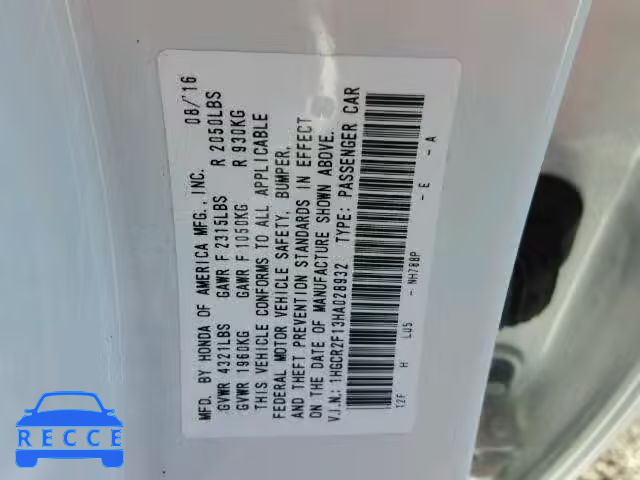 MFD. BY HONDA OF AMERICA MFG., INC. 08/'16
GVWR 4321LBS GAWR F 2315LBS R 2050LBS
GVWR 1960KG GAWR F 1050KG R 930KG
THIS VEHICLE CONFORMS TO ALL APPLICABLE
FEDERAL MOTOR VEHICLE SAFETY, BUMPER,
AND THEFT PREVENTION STANDARDS IN EFFECT
ON THE DATE OF MANUFACTURE SHOWN ABOVE.
V.I.N.: 1HGCR2F13HA028932 TYPE: PASSENGER CAR
T2F H LU5 - NH788P - E - A
RECCE